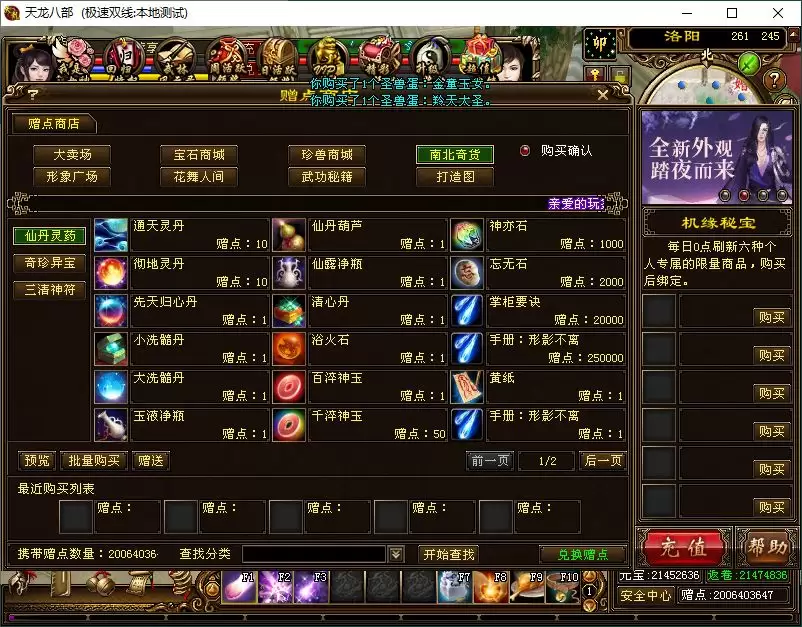 天龙八部 (极速双线:本地测试)
洛阳 261 245
北
你购买了1个圣兽蛋:金童玉女。
你购买了1个圣兽蛋:羚天大圣。
赠点商店
大卖场 宝石商城 珍兽商城 南北奇货 购买确认
形象广场 花舞人间 武功秘籍 打造图
亲爱的玩
仙丹灵药
奇珍异宝
三清神符
通天灵丹 赠点:10
仙丹葫芦 赠点:1
神亦石 赠点:1000
彻地灵丹 赠点:10
仙露净瓶 赠点:1
忘无石 赠点:2000
先天归心丹 赠点:1
清心丹 赠点:1
掌柜要诀 赠点:20000
小洗髓丹 赠点:1
浴火石 赠点:1
手册:形影不离 赠点:250000
大洗髓丹 赠点:1
百淬神玉 赠点:1
黄纸 赠点:1
玉液净瓶 赠点:1
千淬神玉 赠点:50
手册:形影不离 赠点:1
预览 批量购买 赠送 前一页 1/2 后一页
最近购买列表
赠点: 赠点: 赠点: 赠点: 赠点:
携带赠点数量:20064036 查找分类 开始查找 兑换赠点
全新外观
踏夜而来
机缘秘宝
每日0点刷新六种个
人专属的限量商品,购买
后绑定。
购买
购买
购买
购买
购买
购买
充值 帮助
元宝:21452636 返卷:21474836
安全中心 赠点:2006403647
F1 F2 F3 F7 F8 F9 F10
1